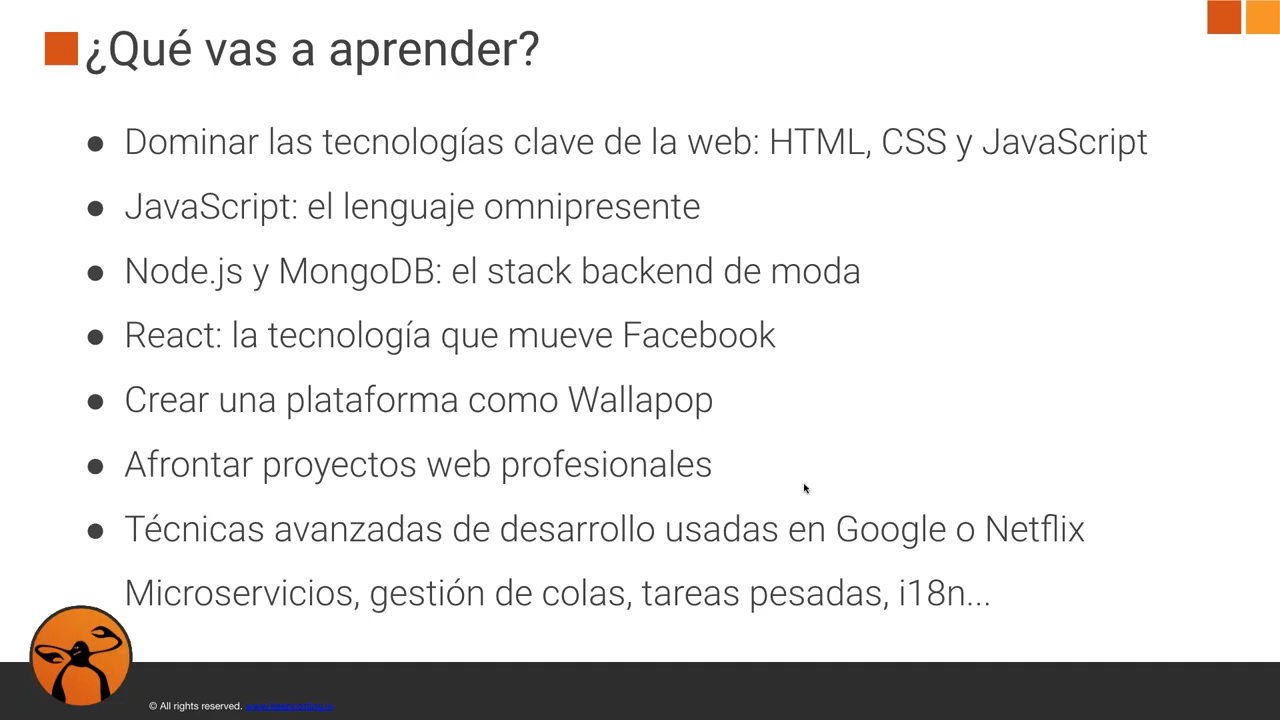 ¿Qué vas a aprender?
● Dominar las tecnologías clave de la web: HTML, CSS y JavaScript
● JavaScript: el lenguaje omnipresente
● Node.js y MongoDB: el stack backend de moda
● React: la tecnología que mueve Facebook
● Crear una plataforma como Wallapop
● Afrontar proyectos web profesionales
● Técnicas avanzadas de desarrollo usadas en Google o Netflix
Microservicios, gestión de colas, tareas pesadas, i18n...
© All rights reserved.